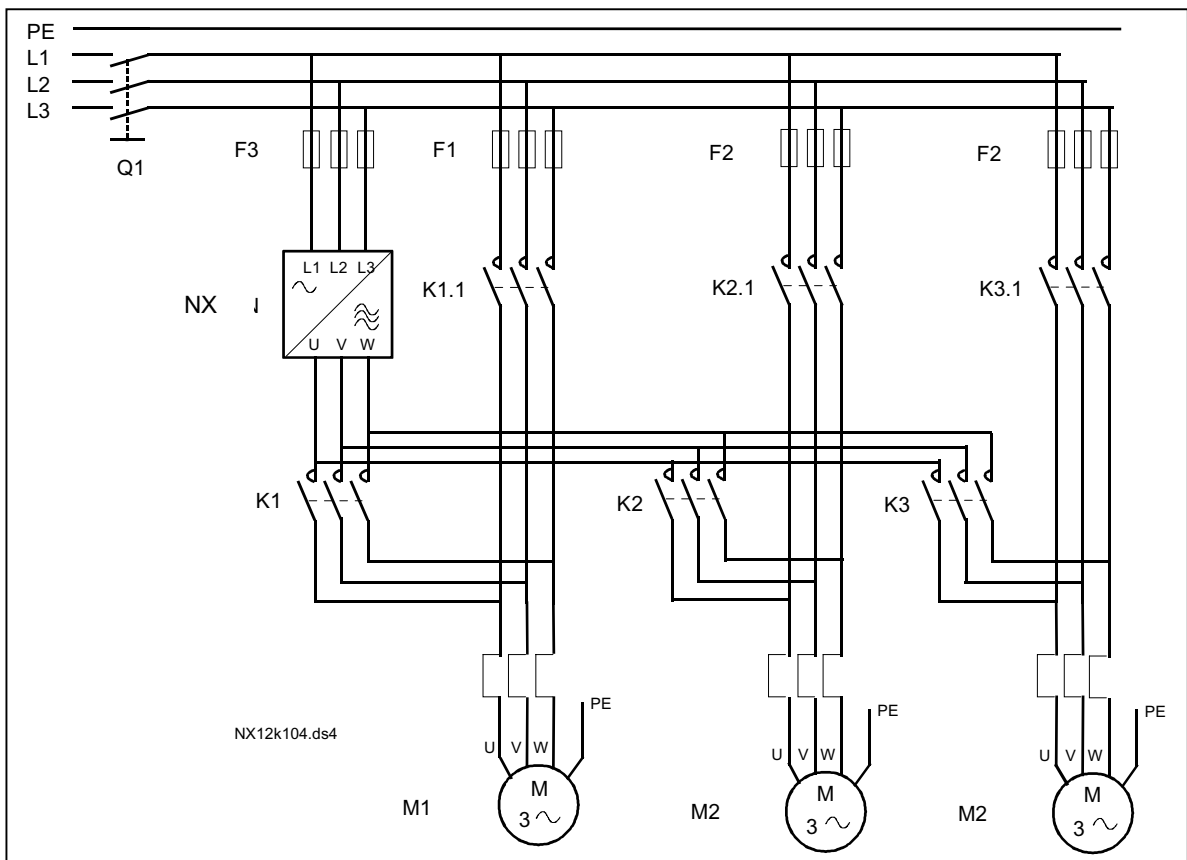 PE
L1
L2
L3
Q1
F3
F1
F2
F2
L1 L2 L3
NX
U V W
K1.1
K2.1
K3.1
K1
K2
K3
NX12k104.ds4
PE
PE
PE
U V W
U V W
U V W
M1
M
3
M2
M
3
M2
M
3